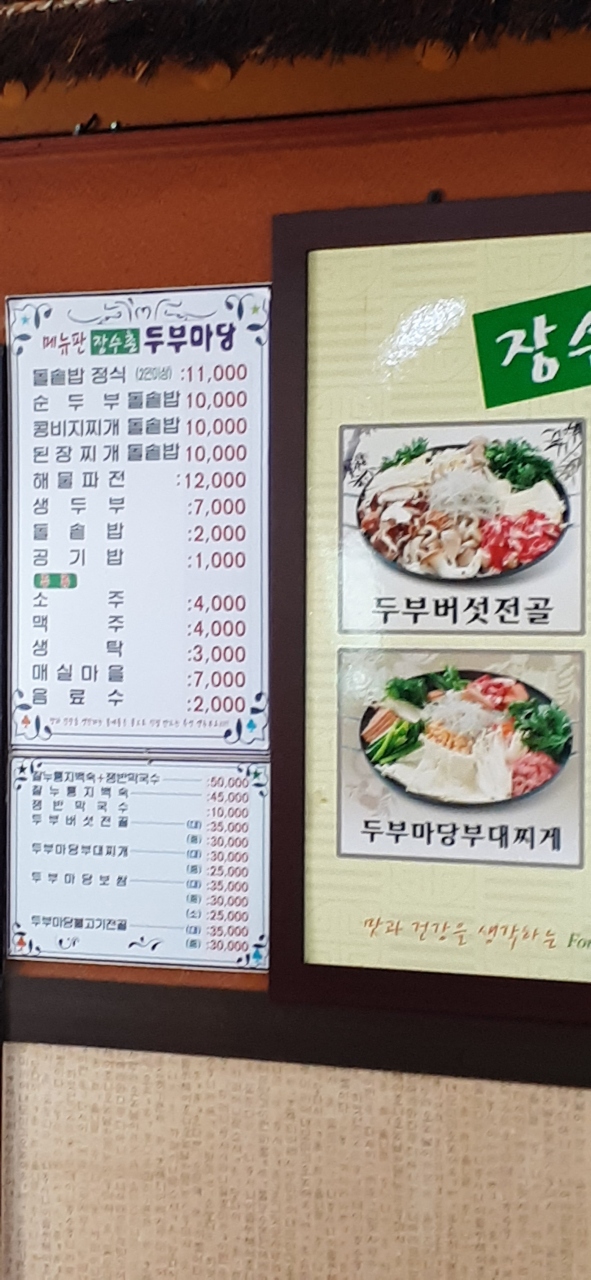 메뉴판 장수촌 두부마당
돌솥밥 정식 (2인이상) :11,000
순 두 부 돌솥밥 10,000
콩비지찌개 돌솥밥 10,000
된장찌개 돌솥밥 10,000
해 물 파 전 :12,000
생 두 부 :7,000
돌 솥 밥 :2,000
공 기 밥 :1,000
소 주 :4,000
맥 주 :4,000
생 탁 :3,000
매 실 마 을 :7,000
음 료 수 :2,000
찰누룽지백숙+쟁반막국수 :50,000
찰 누 룽 지 백 숙 :45,000
쟁 반 막 국 수 :10,000
두 부 버 섯 전 골 (대) :35,000
(중) :30,000
두부마당부대찌개 (대) :30,000
(중) :25,000
두 부 마 당 보 쌈 (대) :35,000
(중) :30,000
(소) :25,000
두부마당불고기전골 (대) :35,000
(중) :30,000
장수
두부버섯전골
두부마당부대찌게
맛과 건강을 생각하는 For